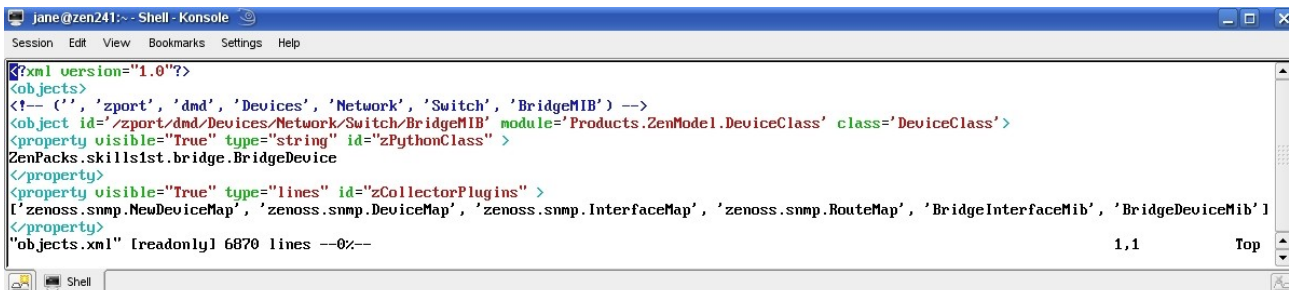 jane@zen241:~ - Shell - Konsole
Session Edit View Bookmarks Settings Help
<?xml version="1.0"?>
<objects>
<!-- ('', 'zport', 'dmd', 'Devices', 'Network', 'Switch', 'BridgeMIB') -->
<object id='/zport/dmd/Devices/Network/Switch/BridgeMIB' module='Products.ZenModel.DeviceClass' class='DeviceClass'>
<property visible="True" type="string" id="zPythonClass" >
ZenPacks.skills1st.bridge.BridgeDevice
</property>
<property visible="True" type="lines" id="zCollectorPlugins" >
['zenoss.snmp.NewDeviceMap', 'zenoss.snmp.DeviceMap', 'zenoss.snmp.InterfaceMap', 'zenoss.snmp.RouteMap', 'BridgeInterfaceMib', 'BridgeDeviceMib']
</property>
"objects.xml" [readonly] 6870 lines --0%-- 1,1 Top
Shell